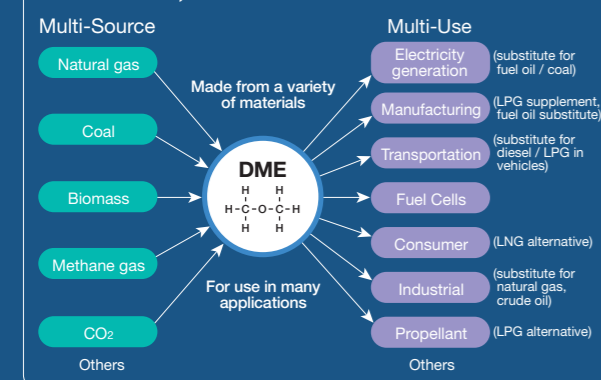 Multi-Source
Natural gas
Coal
Biomass
Methane gas
CO2
Others
Made from a variety
of materials
DME
H H
H-C-O-C-H
H H
For use in many
applications
Multi-Use
Electricity
generation
(substitute for
fuel oil / coal)
Manufacturing
(LPG supplement,
fuel oil substitute)
Transportation
(substitute for
diesel / LPG in
vehicles)
Fuel Cells
Consumer
(LNG alternative)
Industrial
(substitute for
natural gas,
crude oil)
Propellant
(LPG alternative)
Others